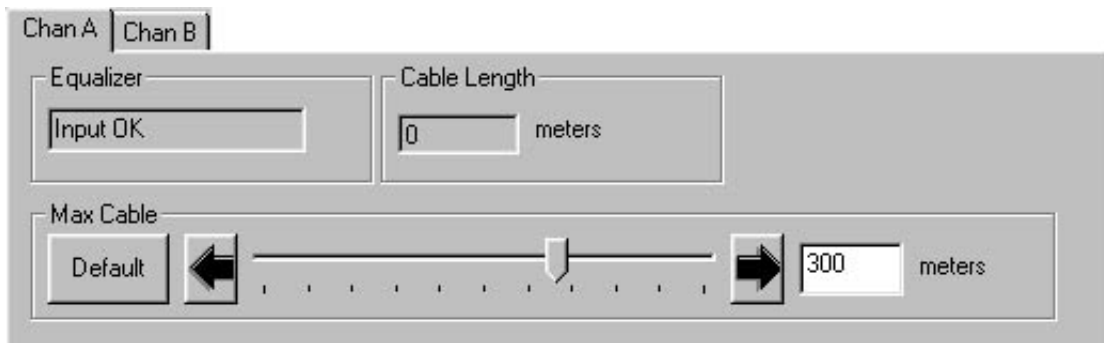 Chan A Chan B
Equalizer Cable Length
Input OK 0 meters
Max Cable
Default 300 meters